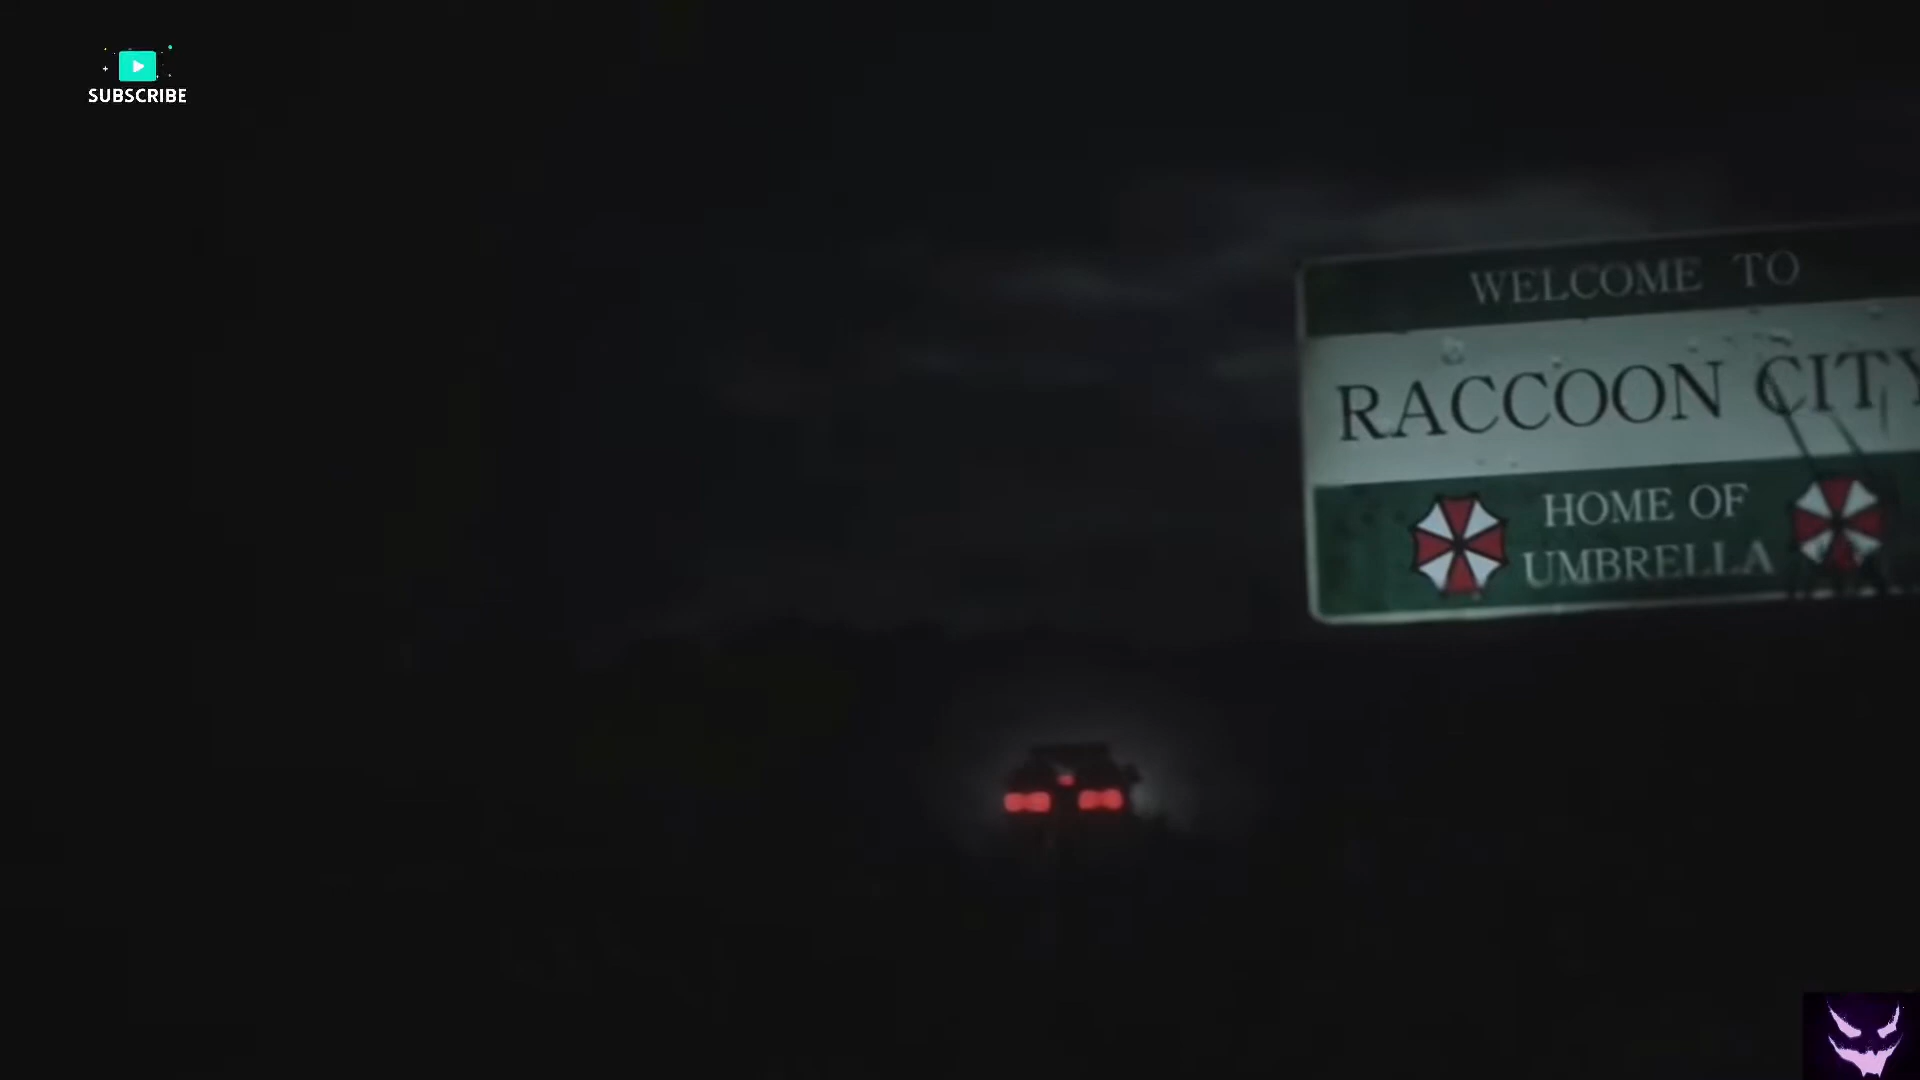 SUBSCRIBE
WELCOME TO
RACCOON CITY
HOME OF
UMBRELLA